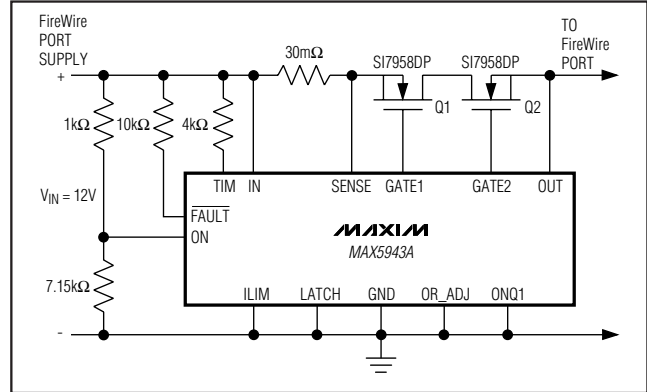 FireWire
PORT
SUPPLY
+
30mΩ
SI7958DP
SI7958DP
TO
FireWire
PORT
Q1
Q2
1kΩ
10kΩ
4kΩ
TIM
IN
SENSE
GATE1
GATE2
OUT
VIN = 12V
FAULT
ON
MAXIM
MAX5943A
7.15kΩ
ILIM
LATCH
GND
OR_ADJ
ONQ1
-